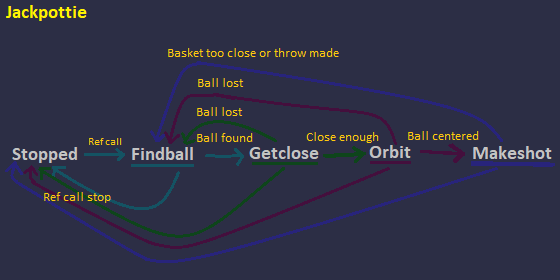 Jackpottie
Basket too close or throw made
Ball lost
Ball lost
Ref call
Ball found
Close enough
Ball centered
Stopped
Findball
Getclose
Orbit
Makeshot
Ref call stop